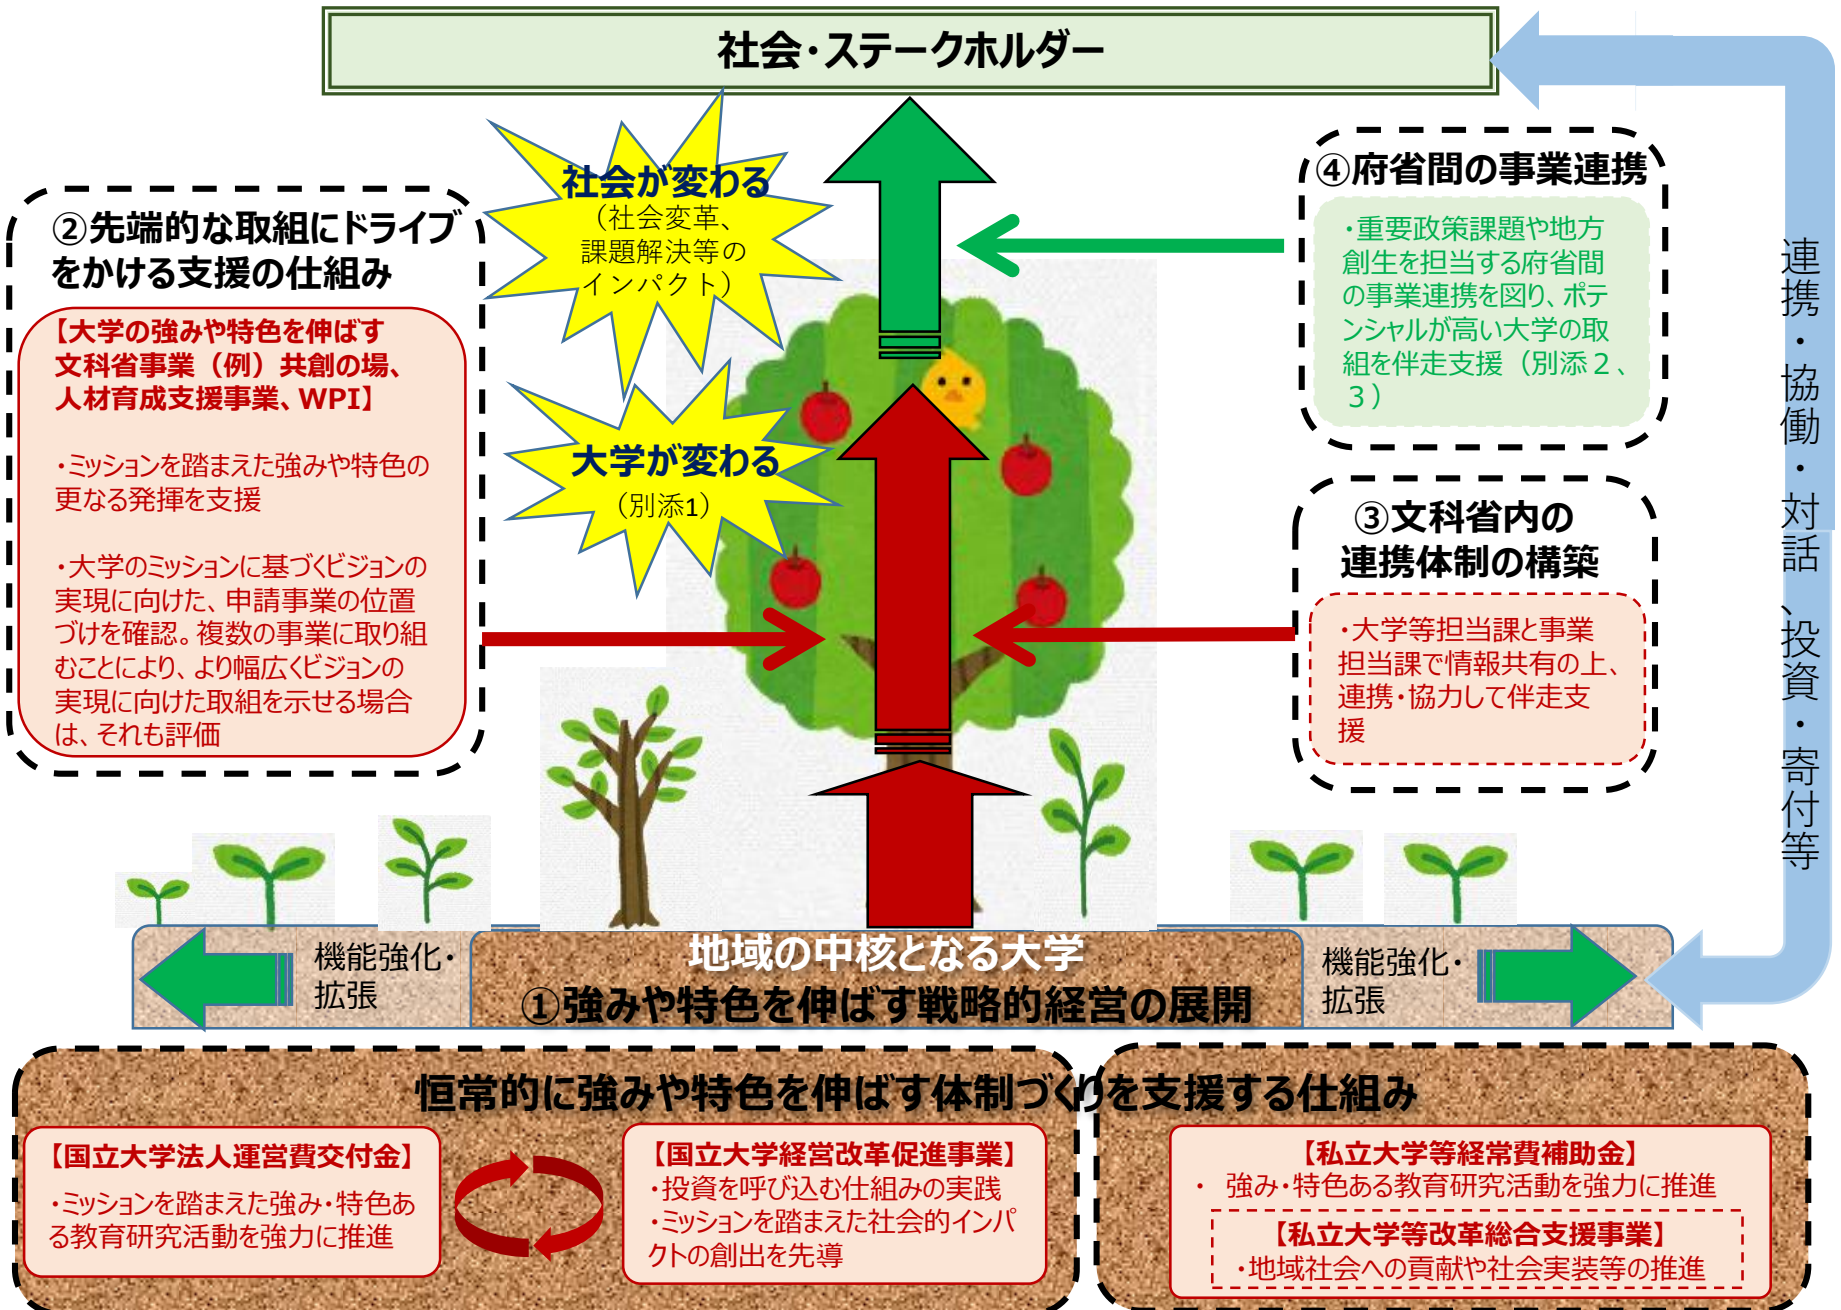 社会・ステークホルダー
社会が変わる
（社会変革、
課題解決等の
インパクト）
大学が変わる
（別添1）
②先端的な取組にドライブ
をかける支援の仕組み
【大学の強みや特色を伸ばす
文科省事業（例）共創の場、
人材育成支援事業、WPI】
・ミッションを踏まえた強みや特色の
更なる発揮を支援
・大学のミッションに基づくビジョンの
実現に向けた、申請事業の位置
づけを確認。複数の事業に取り組
むことにより、より幅広くビジョンの
実現に向けた取組を示せる場合
は、それも評価
④府省間の事業連携
・重要政策課題や地方
創生を担当する府省間
の事業連携を図り、ポテ
ンシャルが高い大学の取
組を伴走支援（別添２、
３）
③文科省内の
連携体制の構築
・大学等担当課と事業
担当課で情報共有の上、
連携・協力して伴走支
援
連携・協働・対話、投資・寄付等
機能強化・
拡張
地域の中核となる大学
①強みや特色を伸ばす戦略的経営の展開
機能強化・
拡張
恒常的に強みや特色を伸ばす体制づくりを支援する仕組み
【国立大学法人運営費交付金】
・ミッションを踏まえた強み・特色あ
る教育研究活動を強力に推進
【国立大学経営改革促進事業】
・投資を呼び込む仕組みの実践
・ミッションを踏まえた社会的インパ
クトの創出を先導
【私立大学等経常費補助金】
・ 強み・特色ある教育研究活動を強力に推進
【私立大学等改革総合支援事業】
・地域社会への貢献や社会実装等の推進